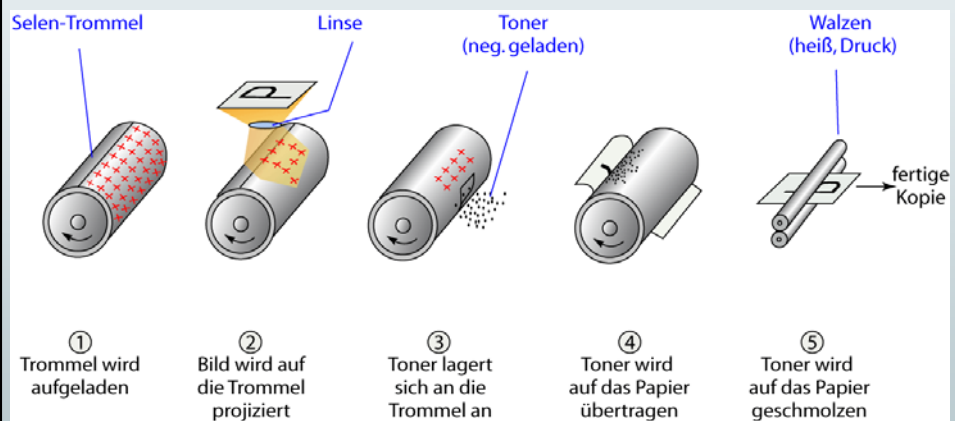 Selen-Trommel
Linse
Toner
(neg. geladen)
Walzen
(heiß, Druck)
P
fertige
Kopie
①
Trommel wird
aufgeladen
②
Bild wird auf
die Trommel
projiziert
③
Toner lagert
sich an die
Trommel an
④
Toner wird
auf das Papier
übertragen
⑤
Toner wird
auf das Papier
geschmolzen